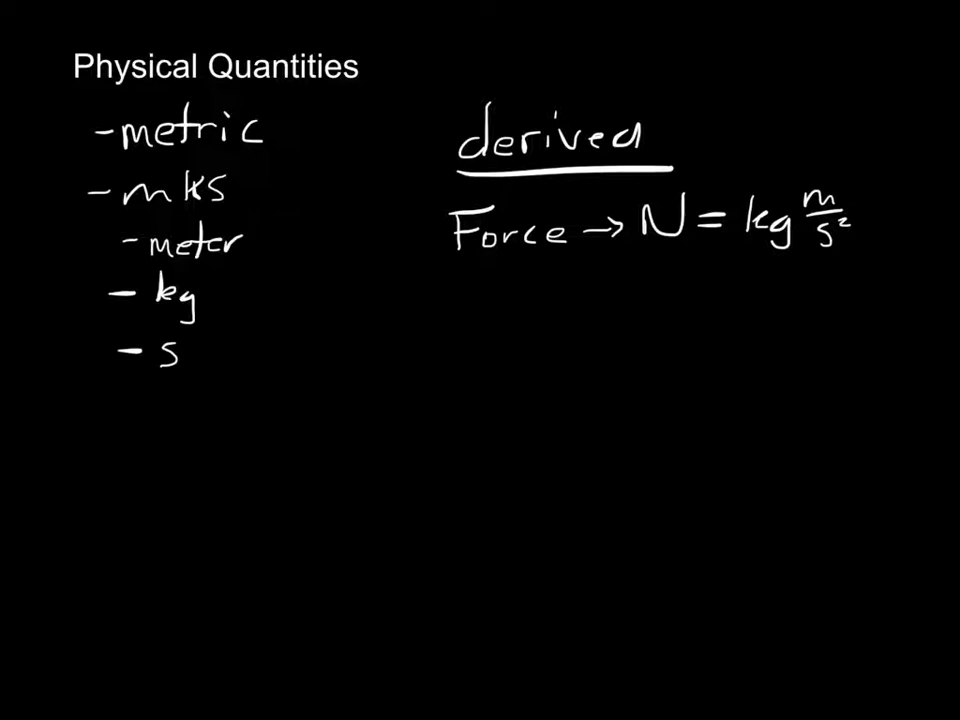 Physical Quantities
- metric
- mks
- meter
- kg
- s
derived
Force → N = kg m/s²